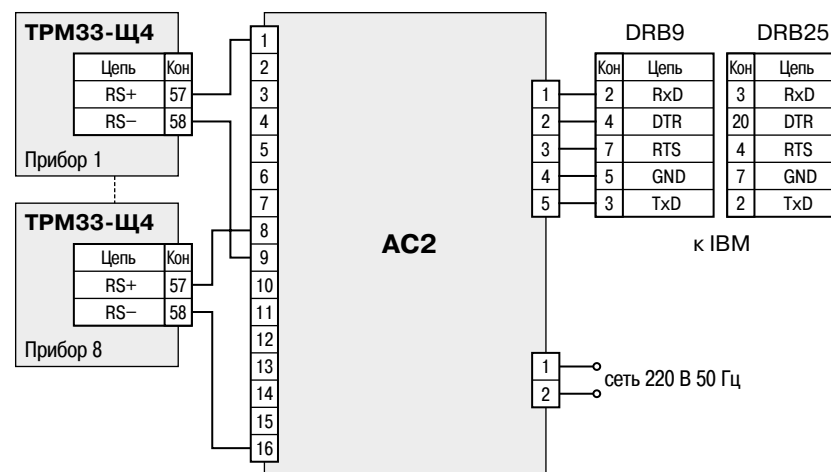 ТРМ33-Щ4
Цепь Кон
RS+ 57
RS− 58
Прибор 1
ТРМ33-Щ4
Цепь Кон
RS+ 57
RS− 58
Прибор 8
1
2
3
4
5
6
7
8
9
10
11
12
13
14
15
16
АС2
1
2
3
4
5
DRB9
Кон Цепь
2 RxD
4 DTR
7 RTS
5 GND
3 TxD
DRB25
Кон Цепь
3 RxD
20 DTR
4 RTS
7 GND
2 TxD
к IBM
1
2
сеть 220 В 50 Гц